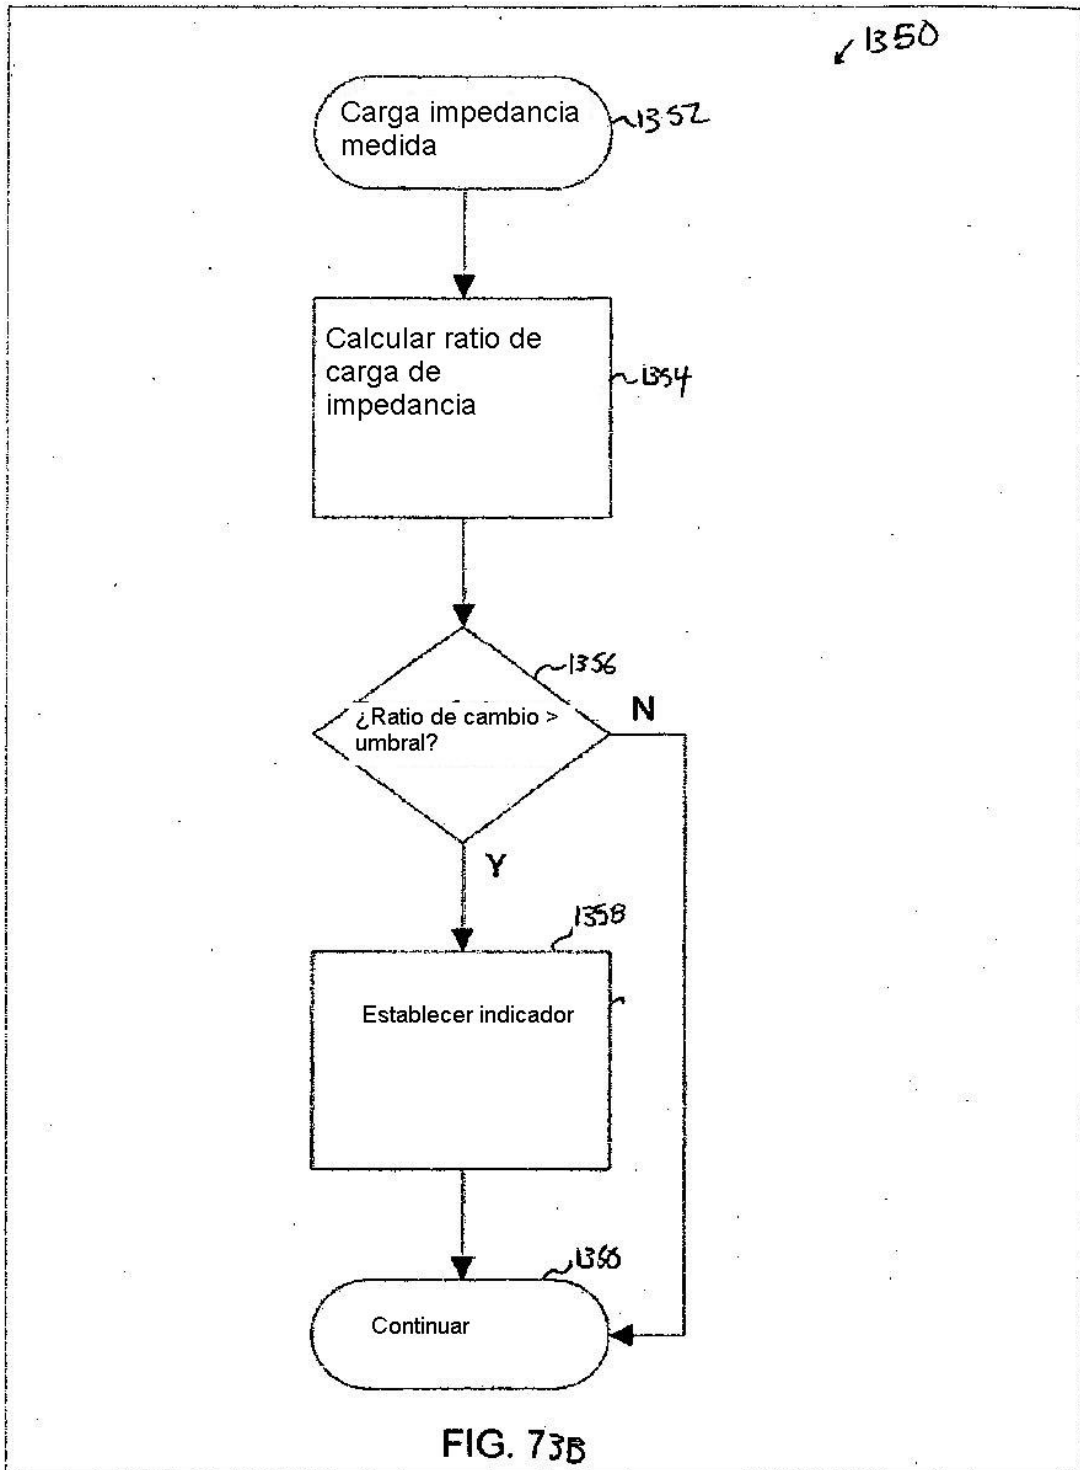 1350
Carga impedancia
medida
1352
Calcular ratio de
carga de
impedancia
1354
1356
¿Ratio de cambio >
umbral?
N
Y
1358
Establecer indicador
Continuar
FIG. 73B